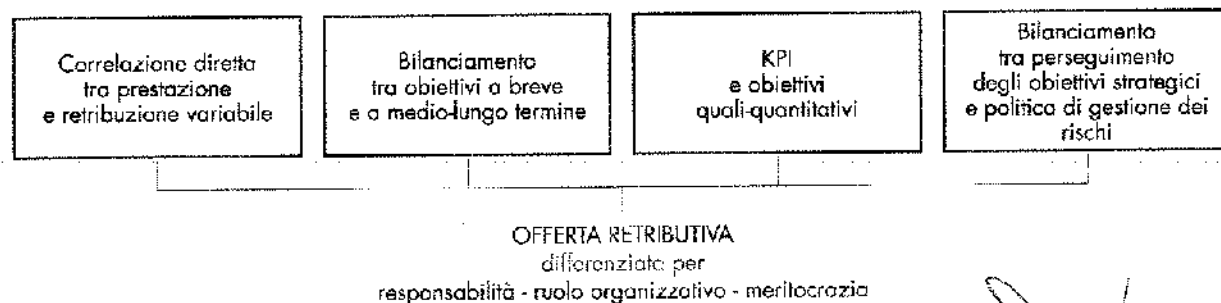 Correlazione diretta
tra prestazione
e retribuzione variabile
Bilanciamento
tra obiettivi a breve
e a medio-lungo termine
KPI
e obiettivi
quali-quantitativi
Bilanciamento
tra perseguimento
degli obiettivi strategici
e politica di gestione dei
rischi
OFFERTA RETRIBUTIVA
differenziata per
responsabilità - ruolo organizzativo - meritocrazia